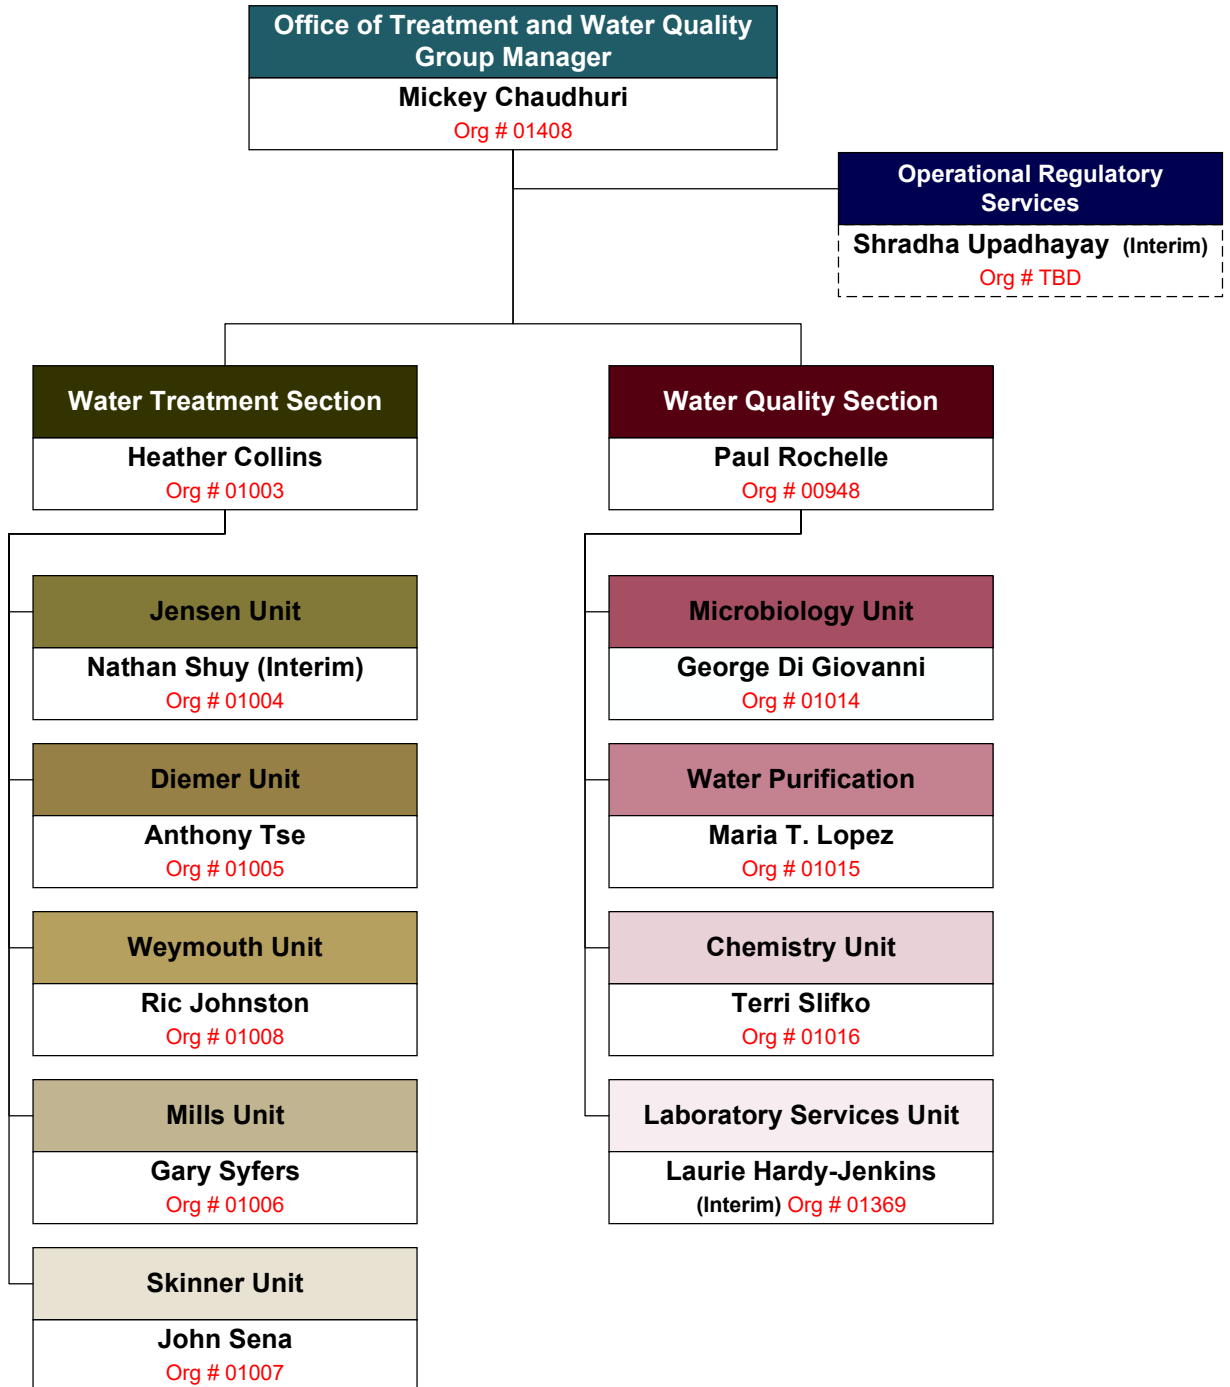 Office of Treatment and Water Quality
Group Manager
Mickey Chaudhuri
Org # 01408
Operational Regulatory
Services
Shradha Upadhayay (Interim)
Org # TBD
Water Treatment Section
Heather Collins
Org # 01003
Jensen Unit
Nathan Shuy (Interim)
Org # 01004
Diemer Unit
Anthony Tse
Org # 01005
Weymouth Unit
Ric Johnston
Org # 01008
Mills Unit
Gary Syfers
Org # 01006
Skinner Unit
John Sena
Org # 01007
Water Quality Section
Paul Rochelle
Org # 00948
Microbiology Unit
George Di Giovanni
Org # 01014
Water Purification
Maria T. Lopez
Org # 01015
Chemistry Unit
Terri Slifko
Org # 01016
Laboratory Services Unit
Laurie Hardy-Jenkins
(Interim) Org # 01369